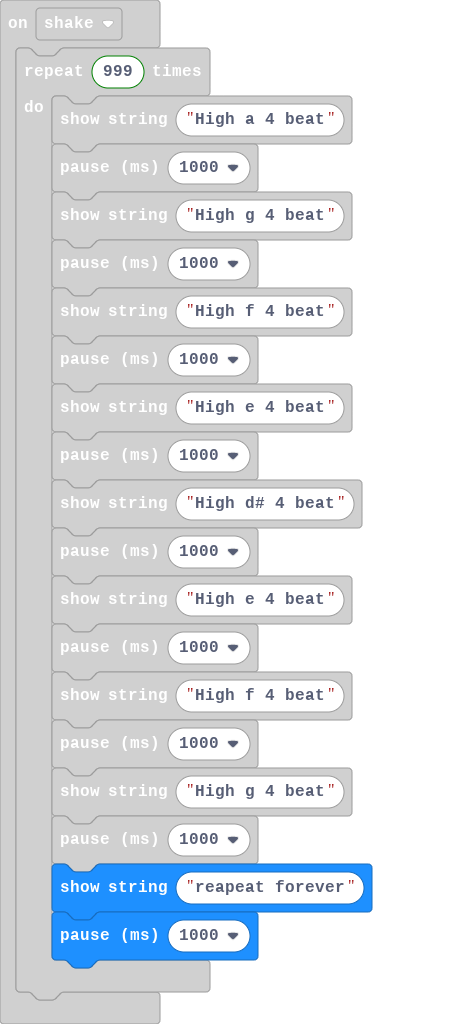 on shake
repeat 999 times
do
show string "High a 4 beat"
pause (ms) 1000
show string "High g 4 beat"
pause (ms) 1000
show string "High f 4 beat"
pause (ms) 1000
show string "High e 4 beat"
pause (ms) 1000
show string "High d# 4 beat"
pause (ms) 1000
show string "High e 4 beat"
pause (ms) 1000
show string "High f 4 beat"
pause (ms) 1000
show string "High g 4 beat"
pause (ms) 1000
show string "reapeat forever"
pause (ms) 1000